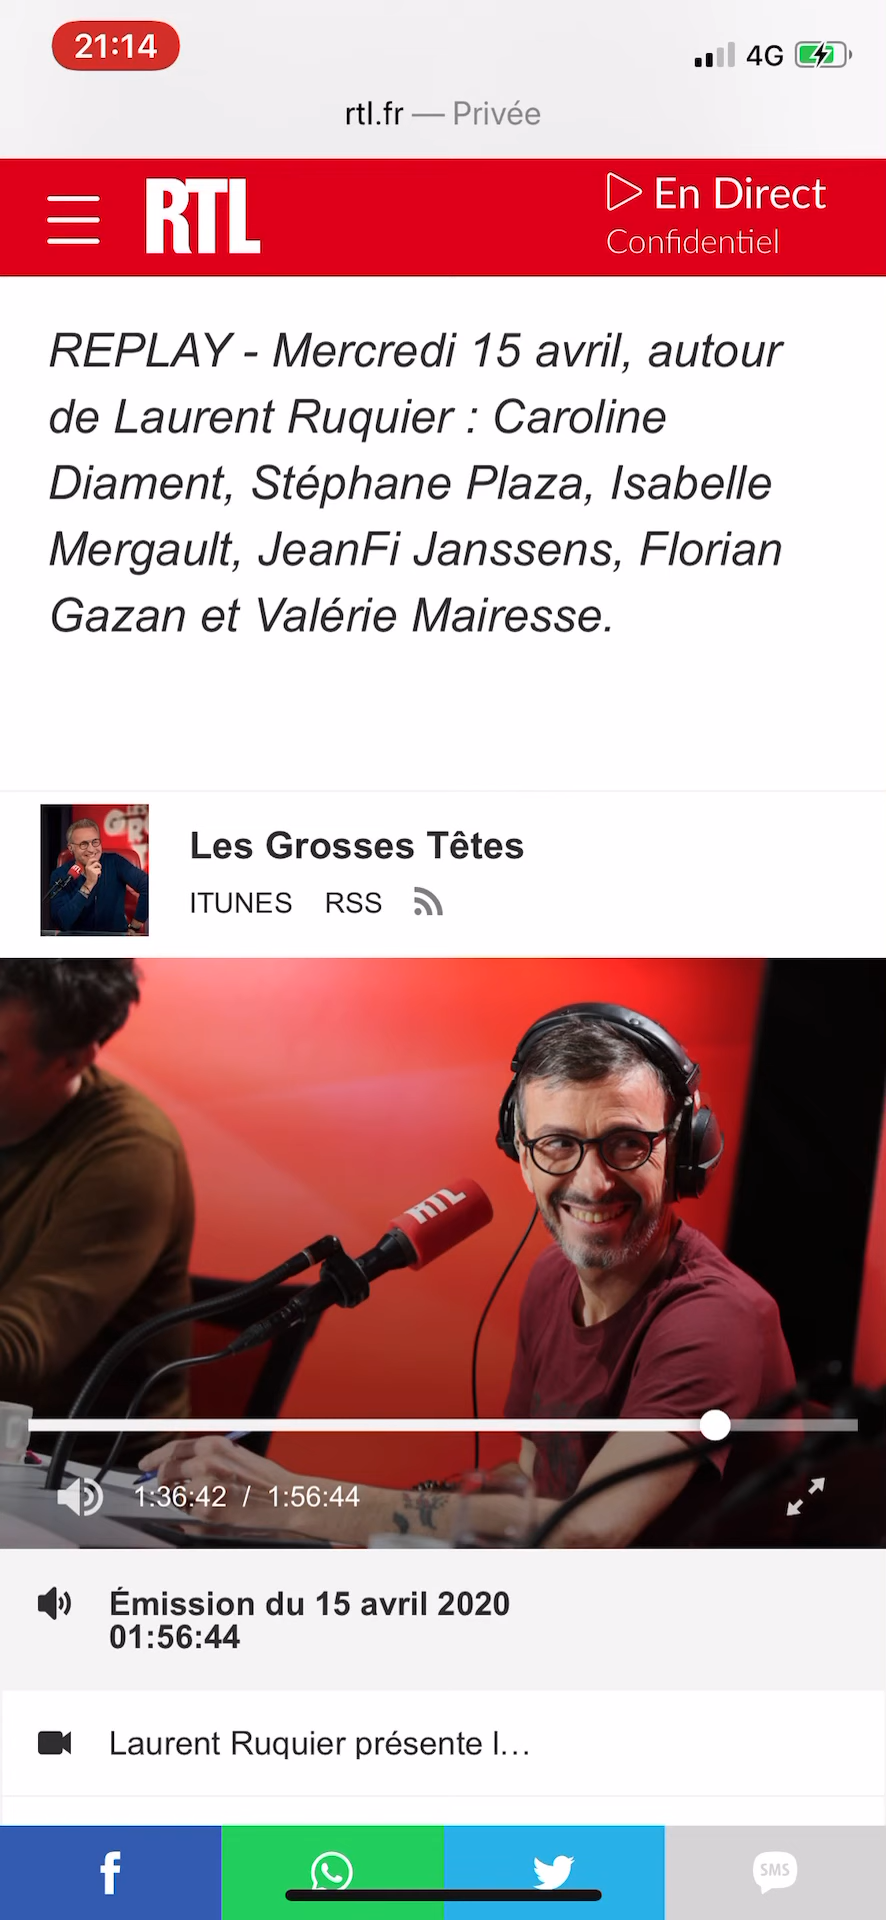 21:14
4G
rtl.fr — Privée
RTL
En Direct
Confidentiel
REPLAY - Mercredi 15 avril, autour
de Laurent Ruquier : Caroline
Diament, Stéphane Plaza, Isabelle
Mergault, JeanFi Janssens, Florian
Gazan et Valérie Mairesse.
Les Grosses Têtes
ITUNES RSS
RTL
1:36:42 / 1:56:44
Émission du 15 avril 2020
01:56:44
Laurent Ruquier présente l...
f
SMS